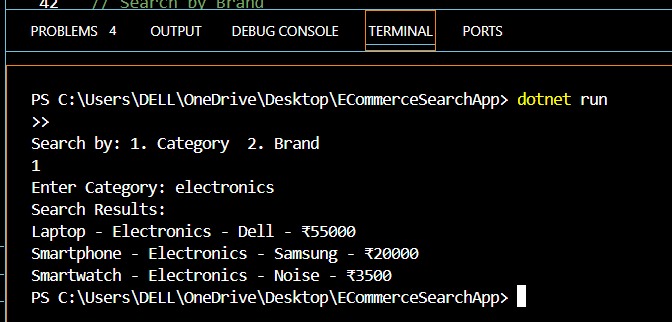 42 // Search by Brand
PROBLEMS 4 OUTPUT DEBUG CONSOLE TERMINAL PORTS
PS C:\Users\DELL\OneDrive\Desktop\ECommerceSearchApp> dotnet run
>>
Search by: 1. Category  2. Brand
1
Enter Category: electronics
Search Results:
Laptop - Electronics - Dell - ₹55000
Smartphone - Electronics - Samsung - ₹20000
Smartwatch - Electronics - Noise - ₹3500
PS C:\Users\DELL\OneDrive\Desktop\ECommerceSearchApp>